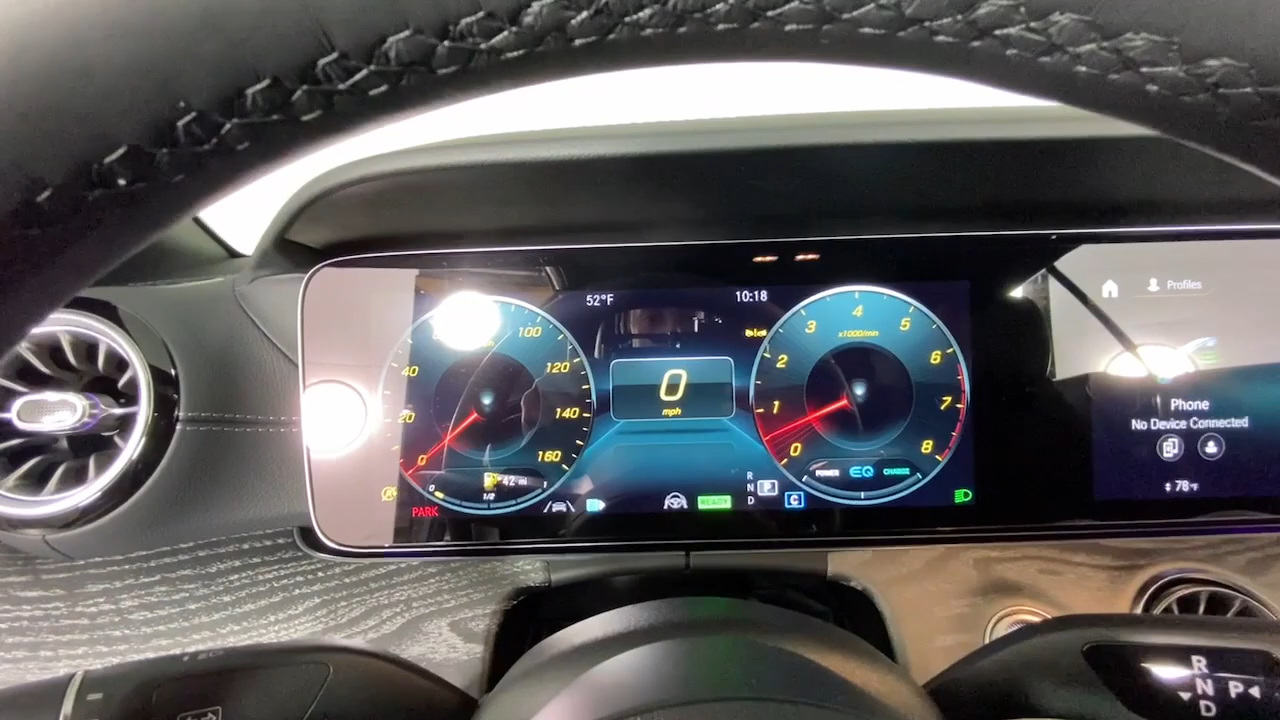 52°F
10:18
Profiles
20
40
100
120
140
160
0
0
mph
x1000/min
0
1
2
3
4
5
6
7
8
Phone
No Device Connected
78°F
42 mi
0
1/2
1
PARK
READY
R
N
D
P
C
POWER
EQ
CHARGE
R
N
D
P